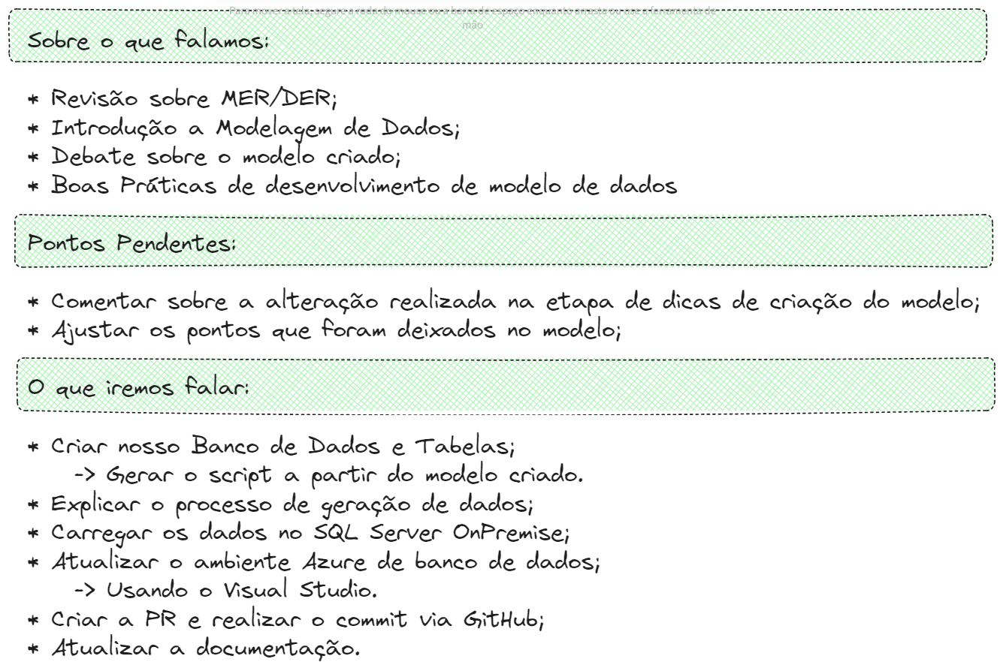 Para mover a tela, segure a roda do mouse ou a barra de espaço enquanto arrasta ou use a ferramenta de
mão
Sobre o que falamos:
* Revisão sobre MER/DER;
* Introdução a Modelagem de Dados;
* Debate sobre o modelo criado;
* Boas Práticas de desenvolvimento de modelo de dados
Pontos Pendentes:
* Comentar sobre a alteração realizada na etapa de dicas de criação do modelo;
* Ajustar os pontos que foram deixados no modelo;
O que iremos falar:
* Criar nosso Banco de Dados e Tabelas;
-> Gerar o script a partir do modelo criado.
* Explicar o processo de geração de dados;
* Carregar os dados no SQL Server OnPremise;
* Atualizar o ambiente Azure de banco de dados;
-> Usando o Visual Studio.
* Criar a PR e realizar o commit via GitHub;
* Atualizar a documentação.